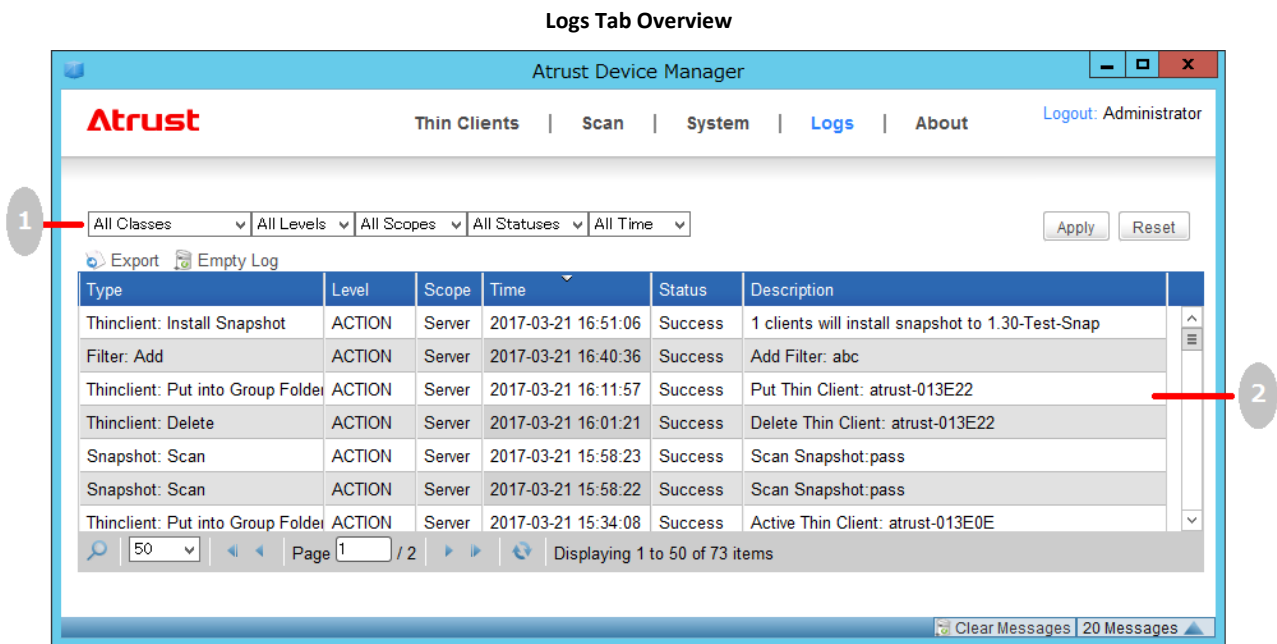 Logs Tab Overview
Atrust Device Manager
Atrust
Thin Clients | Scan | System | Logs | About
Logout: Administrator
1
All Classes All Levels All Scopes All Statuses All Time
Apply Reset
Export Empty Log
Type Level Scope Time Status Description
Thinclient: Install Snapshot ACTION Server 2017-03-21 16:51:06 Success 1 clients will install snapshot to 1.30-Test-Snap
Filter: Add ACTION Server 2017-03-21 16:40:36 Success Add Filter: abc
Thinclient: Put into Group Folder ACTION Server 2017-03-21 16:11:57 Success Put Thin Client: atrust-013E22
2
Thinclient: Delete ACTION Server 2017-03-21 16:01:21 Success Delete Thin Client: atrust-013E22
Snapshot: Scan ACTION Server 2017-03-21 15:58:23 Success Scan Snapshot:pass
Snapshot: Scan ACTION Server 2017-03-21 15:58:22 Success Scan Snapshot:pass
Thinclient: Put into Group Folder ACTION Server 2017-03-21 15:34:08 Success Active Thin Client: atrust-013E0E
50 Page 1 / 2 Displaying 1 to 50 of 73 items
Clear Messages 20 Messages